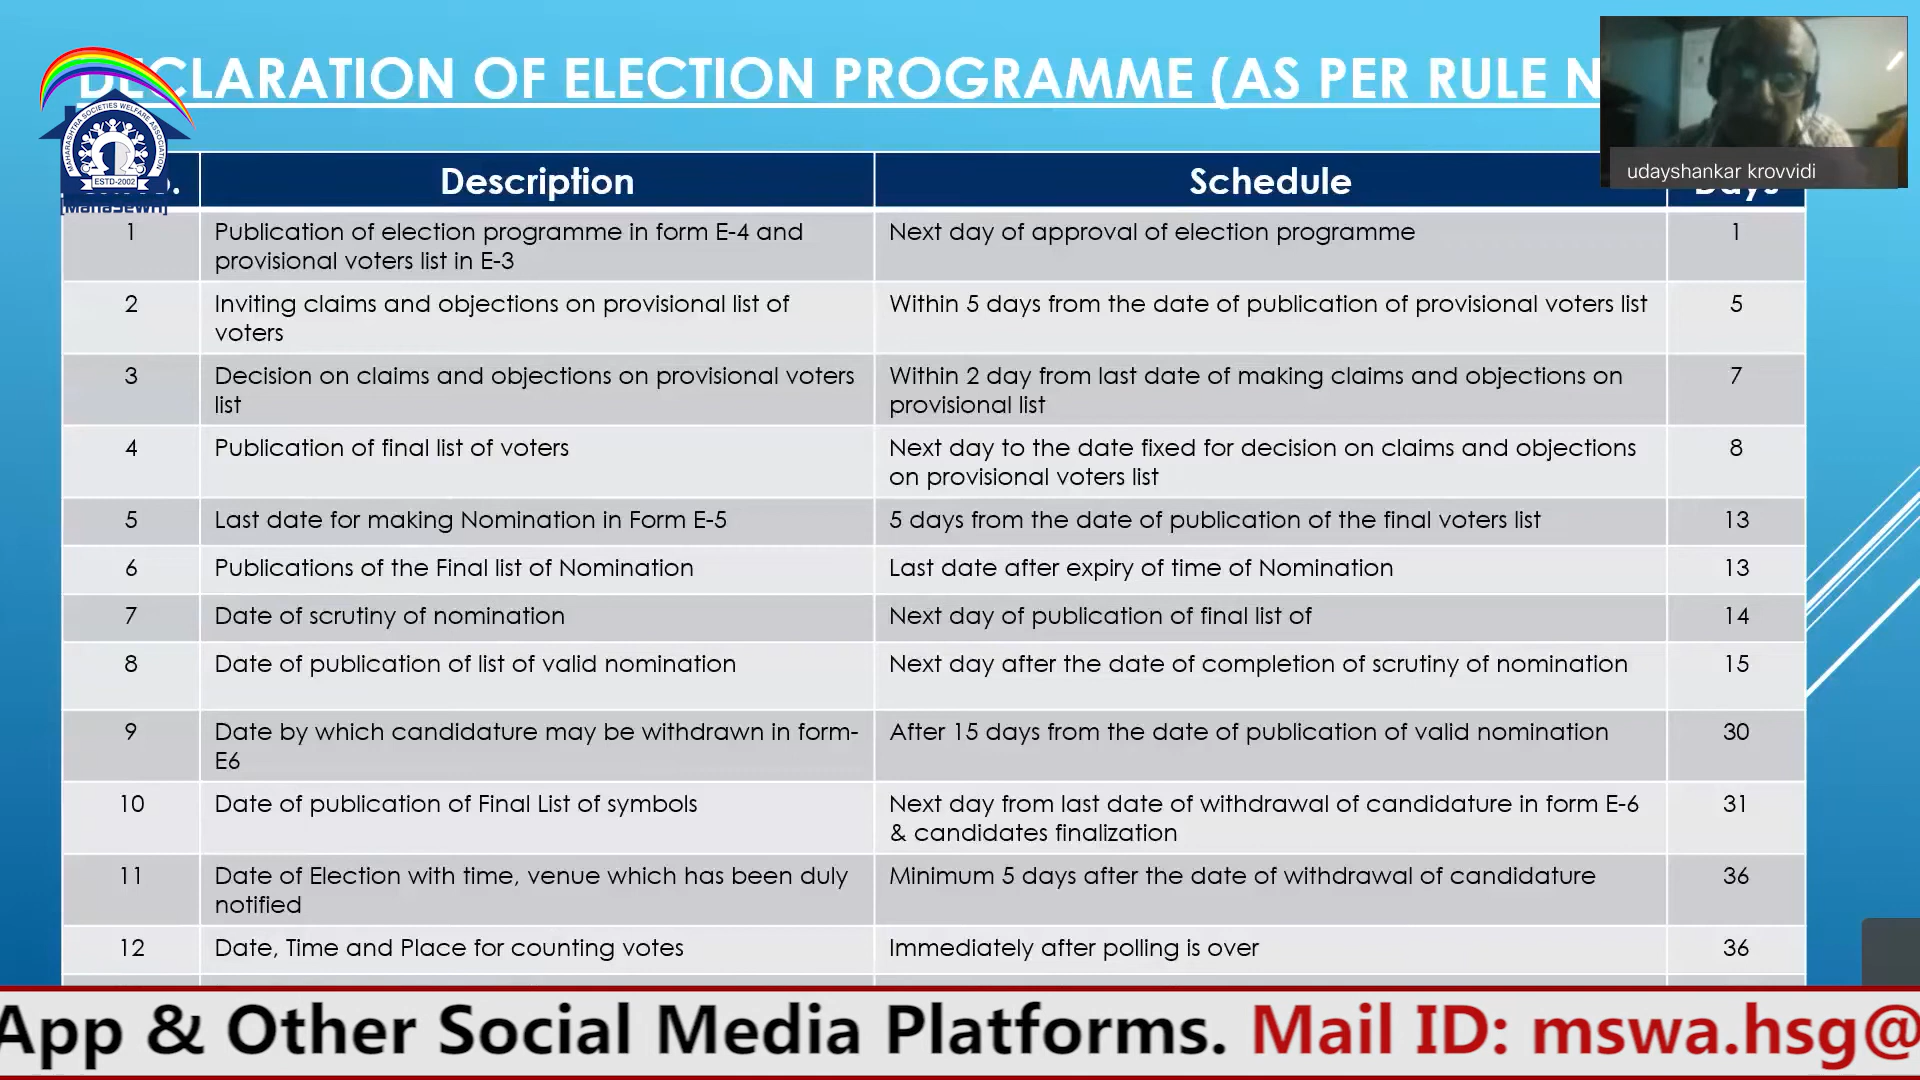 DECLARATION OF ELECTION PROGRAMME (AS PER RULE N
MAHARASHTRA SOCIETIES WELFARE ASSOCIATION
ESTD-2002
[MahaSeWA]
udayshankar krovvidi
Description Schedule Days
1 Publication of election programme in form E-4 and Next day of approval of election programme 1
provisional voters list in E-3
2 Inviting claims and objections on provisional list of Within 5 days from the date of publication of provisional voters list 5
voters
3 Decision on claims and objections on provisional voters Within 2 day from last date of making claims and objections on 7
list provisional list
4 Publication of final list of voters Next day to the date fixed for decision on claims and objections 8
on provisional voters list
5 Last date for making Nomination in Form E-5 5 days from the date of publication of the final voters list 13
6 Publications of the Final list of Nomination Last date after expiry of time of Nomination 13
7 Date of scrutiny of nomination Next day of publication of final list of 14
8 Date of publication of list of valid nomination Next day after the date of completion of scrutiny of nomination 15
9 Date by which candidature may be withdrawn in form- After 15 days from the date of publication of valid nomination 30
E6
10 Date of publication of Final List of symbols Next day from last date of withdrawal of candidature in form E-6 31
& candidates finalization
11 Date of Election with time, venue which has been duly Minimum 5 days after the date of withdrawal of candidature 36
notified
12 Date, Time and Place for counting votes Immediately after polling is over 36
App & Other Social Media Platforms. Mail ID: mswa.hsg@